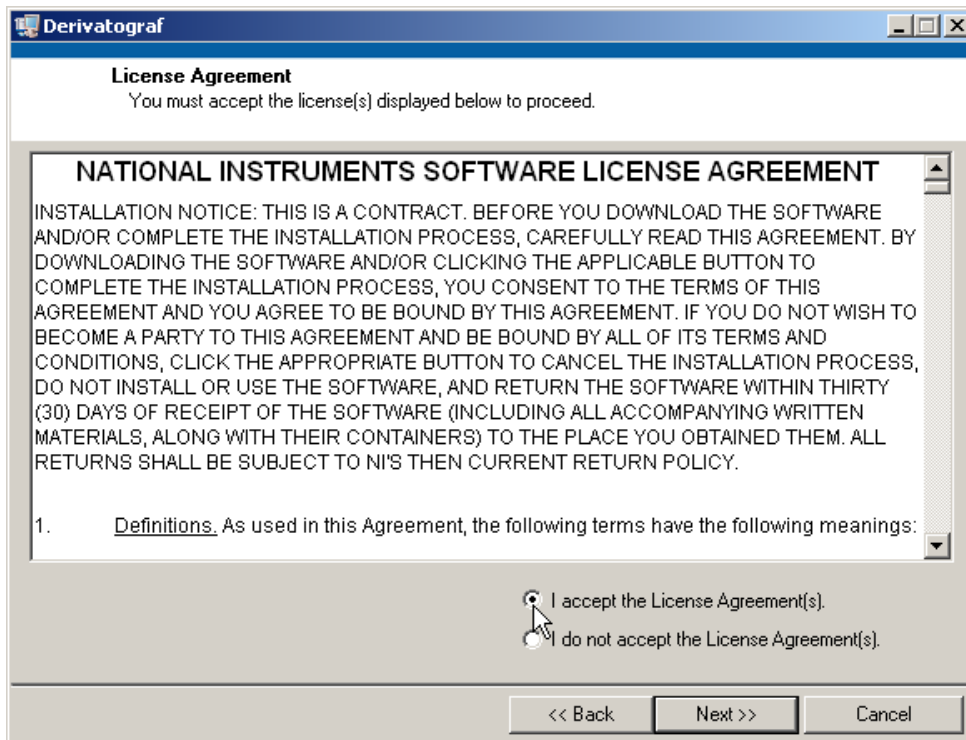 Derivatograf
License Agreement
You must accept the license(s) displayed below to proceed.
NATIONAL INSTRUMENTS SOFTWARE LICENSE AGREEMENT
INSTALLATION NOTICE: THIS IS A CONTRACT. BEFORE YOU DOWNLOAD THE SOFTWARE
AND/OR COMPLETE THE INSTALLATION PROCESS, CAREFULLY READ THIS AGREEMENT. BY
DOWNLOADING THE SOFTWARE AND/OR CLICKING THE APPLICABLE BUTTON TO
COMPLETE THE INSTALLATION PROCESS, YOU CONSENT TO THE TERMS OF THIS
AGREEMENT AND YOU AGREE TO BE BOUND BY THIS AGREEMENT. IF YOU DO NOT WISH TO
BECOME A PARTY TO THIS AGREEMENT AND BE BOUND BY ALL OF ITS TERMS AND
CONDITIONS, CLICK THE APPROPRIATE BUTTON TO CANCEL THE INSTALLATION PROCESS,
DO NOT INSTALL OR USE THE SOFTWARE, AND RETURN THE SOFTWARE WITHIN THIRTY
(30) DAYS OF RECEIPT OF THE SOFTWARE (INCLUDING ALL ACCOMPANYING WRITTEN
MATERIALS, ALONG WITH THEIR CONTAINERS) TO THE PLACE YOU OBTAINED THEM. ALL
RETURNS SHALL BE SUBJECT TO NI'S THEN CURRENT RETURN POLICY.
1. Definitions. As used in this Agreement, the following terms have the following meanings:
I accept the License Agreement(s).
I do not accept the License Agreement(s).
<< Back Next >> Cancel